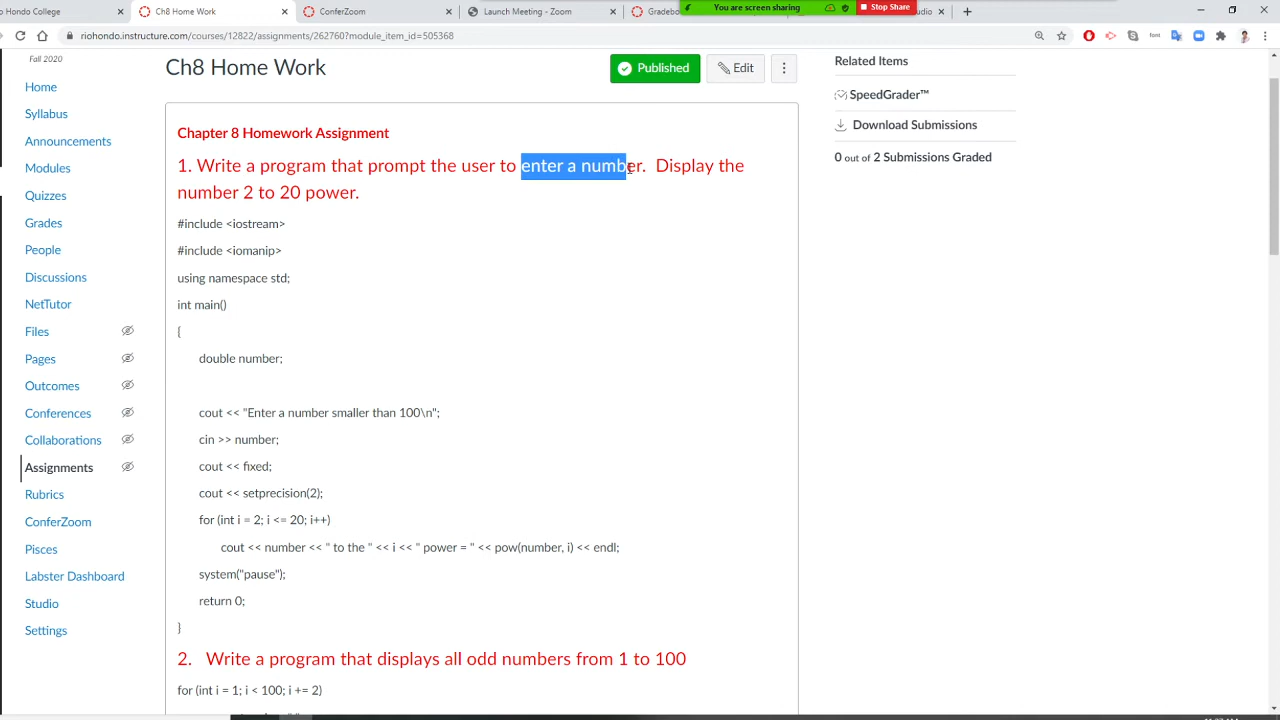 o Hondo College
Ch8 Home Work
ConferZoom
Launch Meeting - Zoom
Gradebo
You are screen sharing
Stop Share
udio
riohondo.instructure.com/courses/12822/assignments/262760?module_item_id=505368
Fall 2020
Home
Syllabus
Announcements
Modules
Quizzes
Grades
People
Discussions
NetTutor
Files
Pages
Outcomes
Conferences
Collaborations
Assignments
Rubrics
ConferZoom
Pisces
Labster Dashboard
Studio
Settings
Ch8 Home Work
Published
Edit
Chapter 8 Homework Assignment
1. Write a program that prompt the user to enter a number. Display the
number 2 to 20 power.
#include <iostream>
#include <iomanip>
using namespace std;
int main()
{
double number;
cout << "Enter a number smaller than 100\n";
cin >> number;
cout << fixed;
cout << setprecision(2);
for (int i = 2; i <= 20; i++)
cout << number << " to the " << i << " power = " << pow(number, i) << endl;
system("pause");
return 0;
}
2. Write a program that displays all odd numbers from 1 to 100
for (int i = 1; i < 100; i += 2)
Related Items
SpeedGrader™
Download Submissions
0 out of 2 Submissions Graded